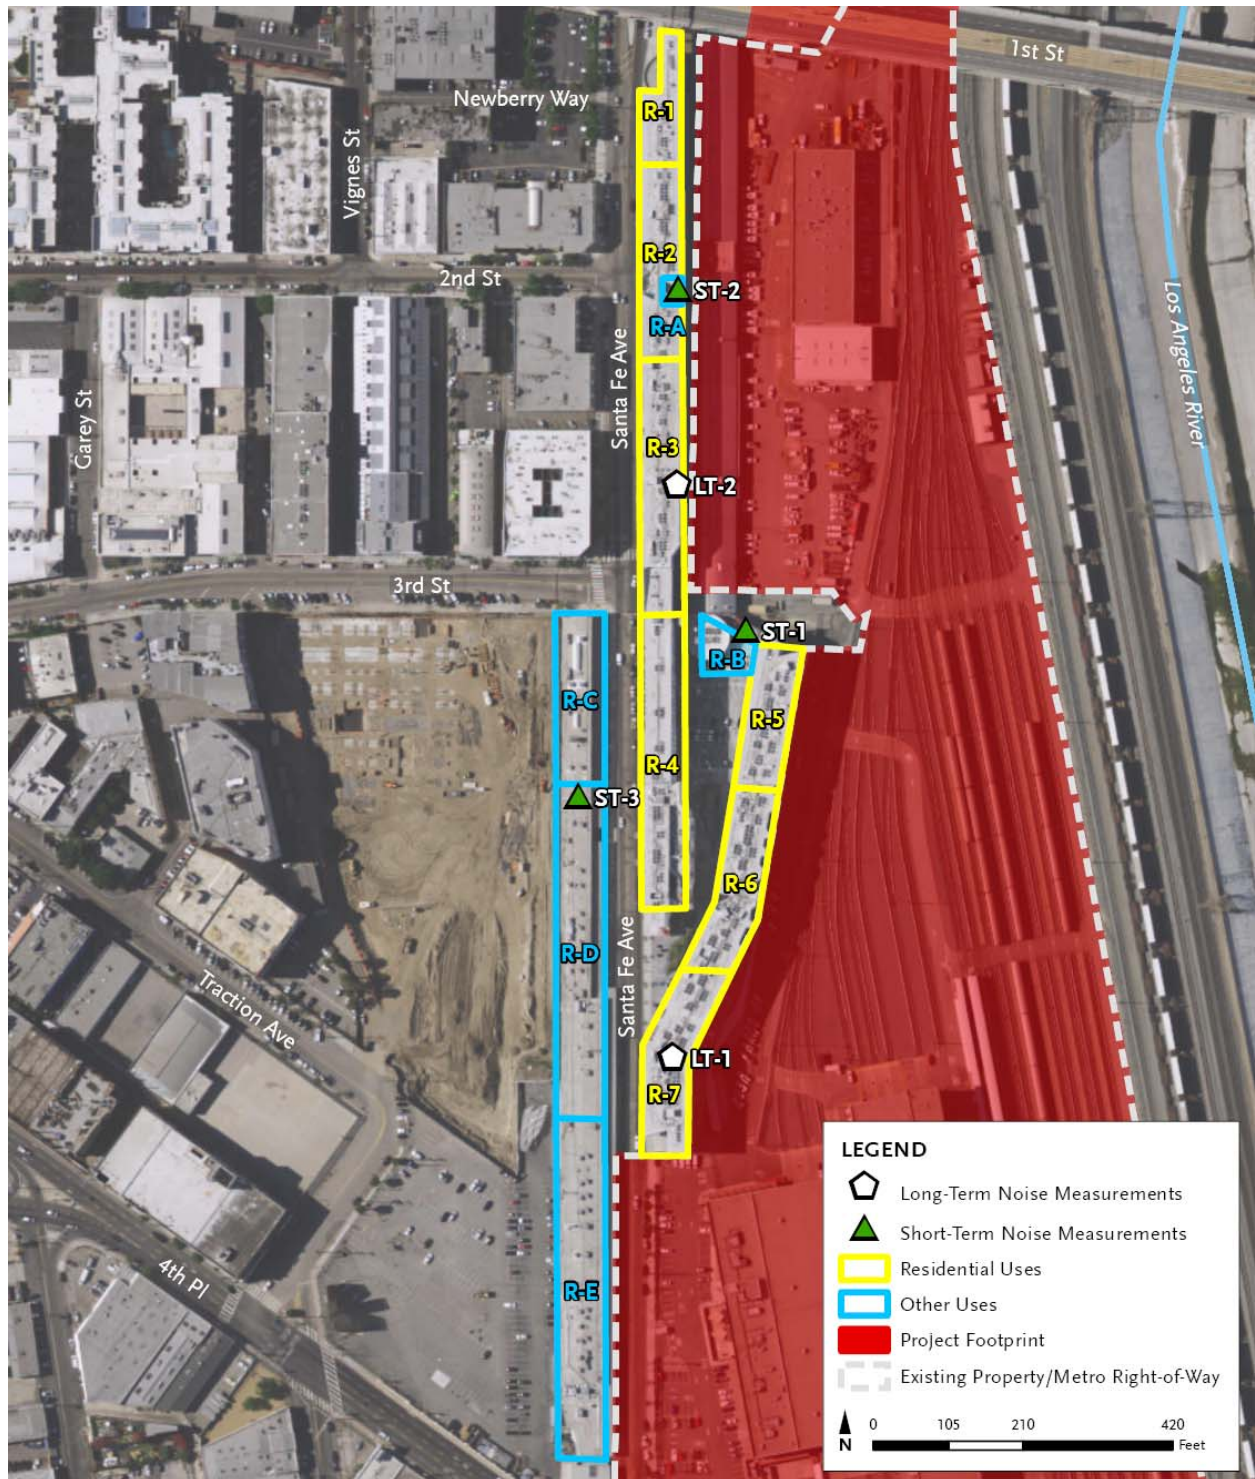 1st St
Newberry Way
R-1
Vignes St
R-2
2nd St
ST-2
R-A
Santa Fe Ave
Los Angeles River
Garey St
R-3
LT-2
3rd St
ST-1
R-B
R-C
R-5
R-4
ST-3
R-6
R-D
Santa Fe Ave
Traction Ave
LT-1
R-7
4th Pl
R-E
LEGEND
Long-Term Noise Measurements
Short-Term Noise Measurements
Residential Uses
Other Uses
Project Footprint
Existing Property/Metro Right-of-Way
N
0 105 210 420
Feet